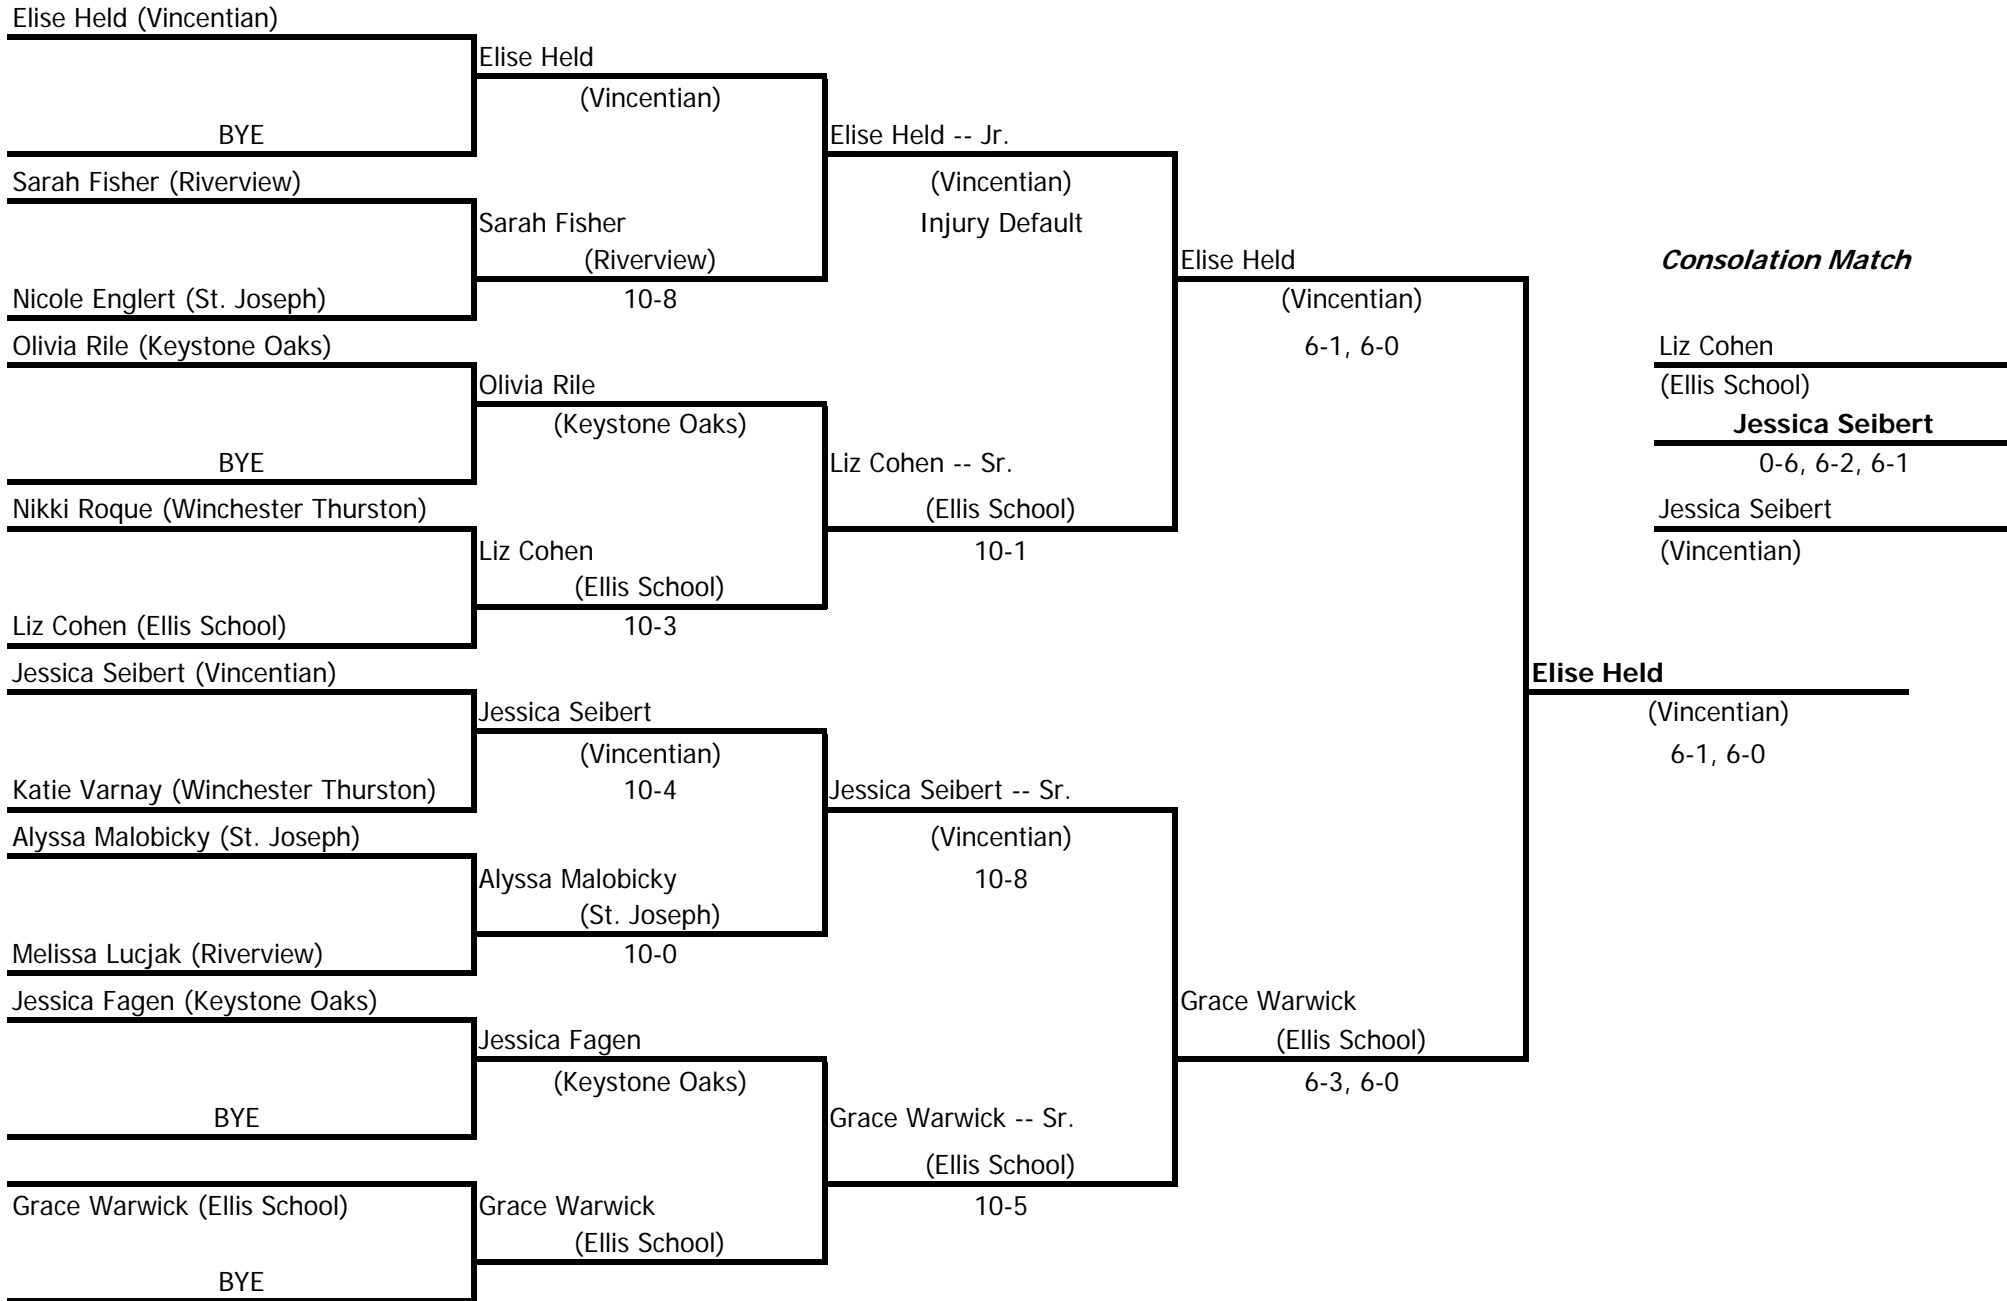 Elise Held (Vincentian)
BYE
Sarah Fisher (Riverview)
Nicole Englert (St. Joseph)
Olivia Rile (Keystone Oaks)
BYE
Nikki Roque (Winchester Thurston)
Liz Cohen (Ellis School)
Jessica Seibert (Vincentian)
Katie Varnay (Winchester Thurston)
Alyssa Malobicky (St. Joseph)
Melissa Lucjak (Riverview)
Jessica Fagen (Keystone Oaks)
BYE
Grace Warwick (Ellis School)
BYE
Elise Held
(Vincentian)
Sarah Fisher
(Riverview)
10-8
Olivia Rile
(Keystone Oaks)
Liz Cohen
(Ellis School)
10-3
Jessica Seibert
(Vincentian)
10-4
Alyssa Malobicky
(St. Joseph)
10-0
Jessica Fagen
(Keystone Oaks)
Grace Warwick
(Ellis School)
Elise Held -- Jr.
(Vincentian)
Injury Default
Liz Cohen -- Sr.
(Ellis School)
10-1
Jessica Seibert -- Sr.
(Vincentian)
10-8
Grace Warwick -- Sr.
(Ellis School)
10-5
Elise Held
(Vincentian)
6-1, 6-0
Grace Warwick
(Ellis School)
6-3, 6-0
Elise Held
(Vincentian)
6-1, 6-0
Consolation Match
Liz Cohen
(Ellis School)
Jessica Seibert
0-6, 6-2, 6-1
Jessica Seibert
(Vincentian)